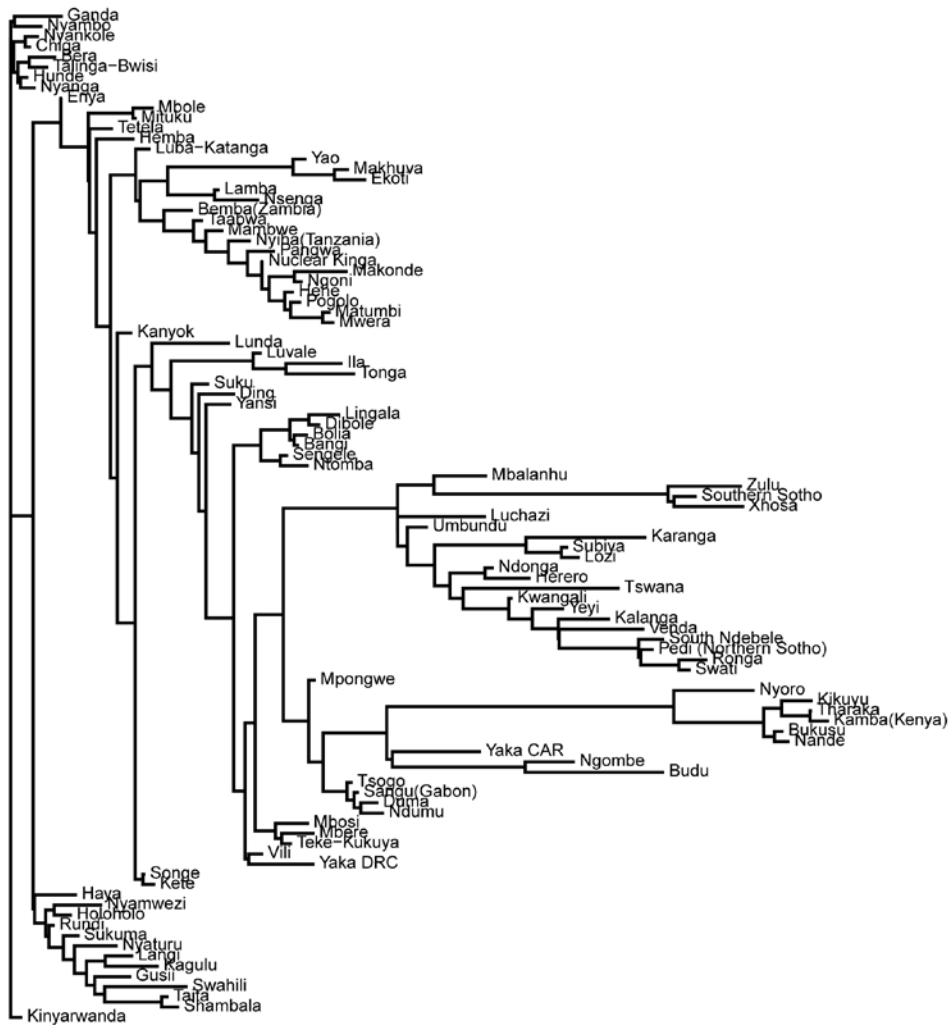 Ganda
Nyambo
Nyankole
Chiga
Bera
Talinga-Bwisi
Hunde
Nyanga
Enya
Mbole
Mituku
Tetela
Hemba
Luba-Katanga
Yao
Makhuva
Ekoti
Lamba
Nsenga
Bemba(Zambia)
Taabwa
Mambwe
Nyiha(Tanzania)
Pangwa
Nuclear Kinga
Makonde
Ngoni
Hehe
Pogolo
Matumbi
Mwera
Kanyok
Lunda
Luvale
Ila
Tonga
Suku
Ding
Yansi
Lingala
Dibole
Bolia
Bangi
Sengele
Ntomba
Mbalanhu
Zulu
Southern Sotho
Xhosa
Luchazi
Umbundu
Karanga
Subiya
Lozi
Ndonga
Herero
Tswana
Kwangali
Yeyi
Kalanga
Venda
South Ndebele
Pedi (Northern Sotho)
Ronga
Swati
Mpongwe
Nyoro
Kikuyu
Tharaka
Kamba(Kenya)
Bukusu
Nande
Yaka CAR
Ngombe
Budu
Tsogo
Sangu(Gabon)
Duma
Ndumu
Mbosi
Mbere
Teke-Kukuya
Vili
Yaka DRC
Songe
Kete
Haya
Nyamwezi
Holoholo
Rundi
Sukuma
Nyaturu
Langi
Kagulu
Gusii
Swahili
Taita
Shambala
Kinyarwanda